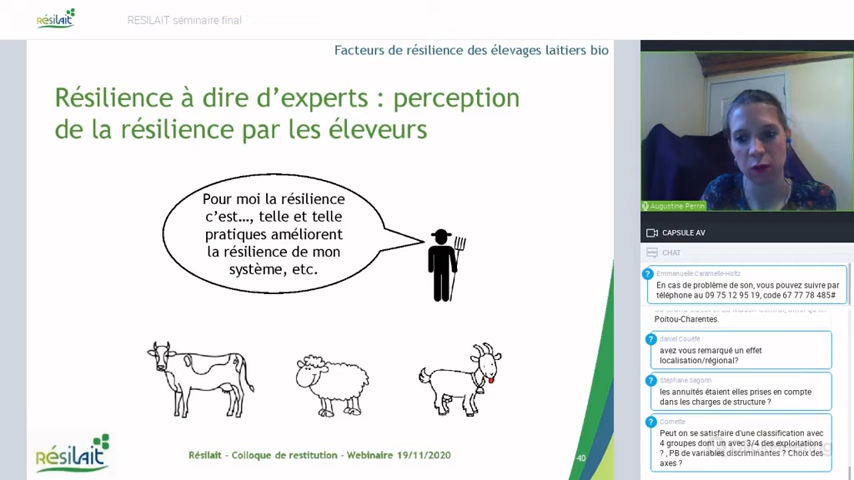 Résilait
RESILAIT séminaire final
Facteurs de résilience des élevages laitiers bio
Résilience à dire d'experts : perception
de la résilience par les éleveurs
Pour moi la résilience
c'est…, telle et telle
pratiques améliorent
la résilience de mon
système, etc.
Résilait
Résilait - Colloque de restitution - Webinaire 19/11/2020
40
Augustine Perrin
CAPSULE AV
CHAT
Emmanuelle Caramelle-Holtz
En cas de problème de son, vous pouvez suivre par
téléphone au 09 75 12 95 19, code 67 77 78 485#
Poitou-Charentes.
daniel Couëffe
avez vous remarqué un effet
localisation/régional?
Stéphane Sagorin
les annuités étaient elles prises en compte
dans les charges de structure ?
Cornette
Peut on se satisfaire d'une classification avec
4 groupes dont un avec 3/4 des exploitations
? , PB de variables discriminantes ? Choix des
axes ?